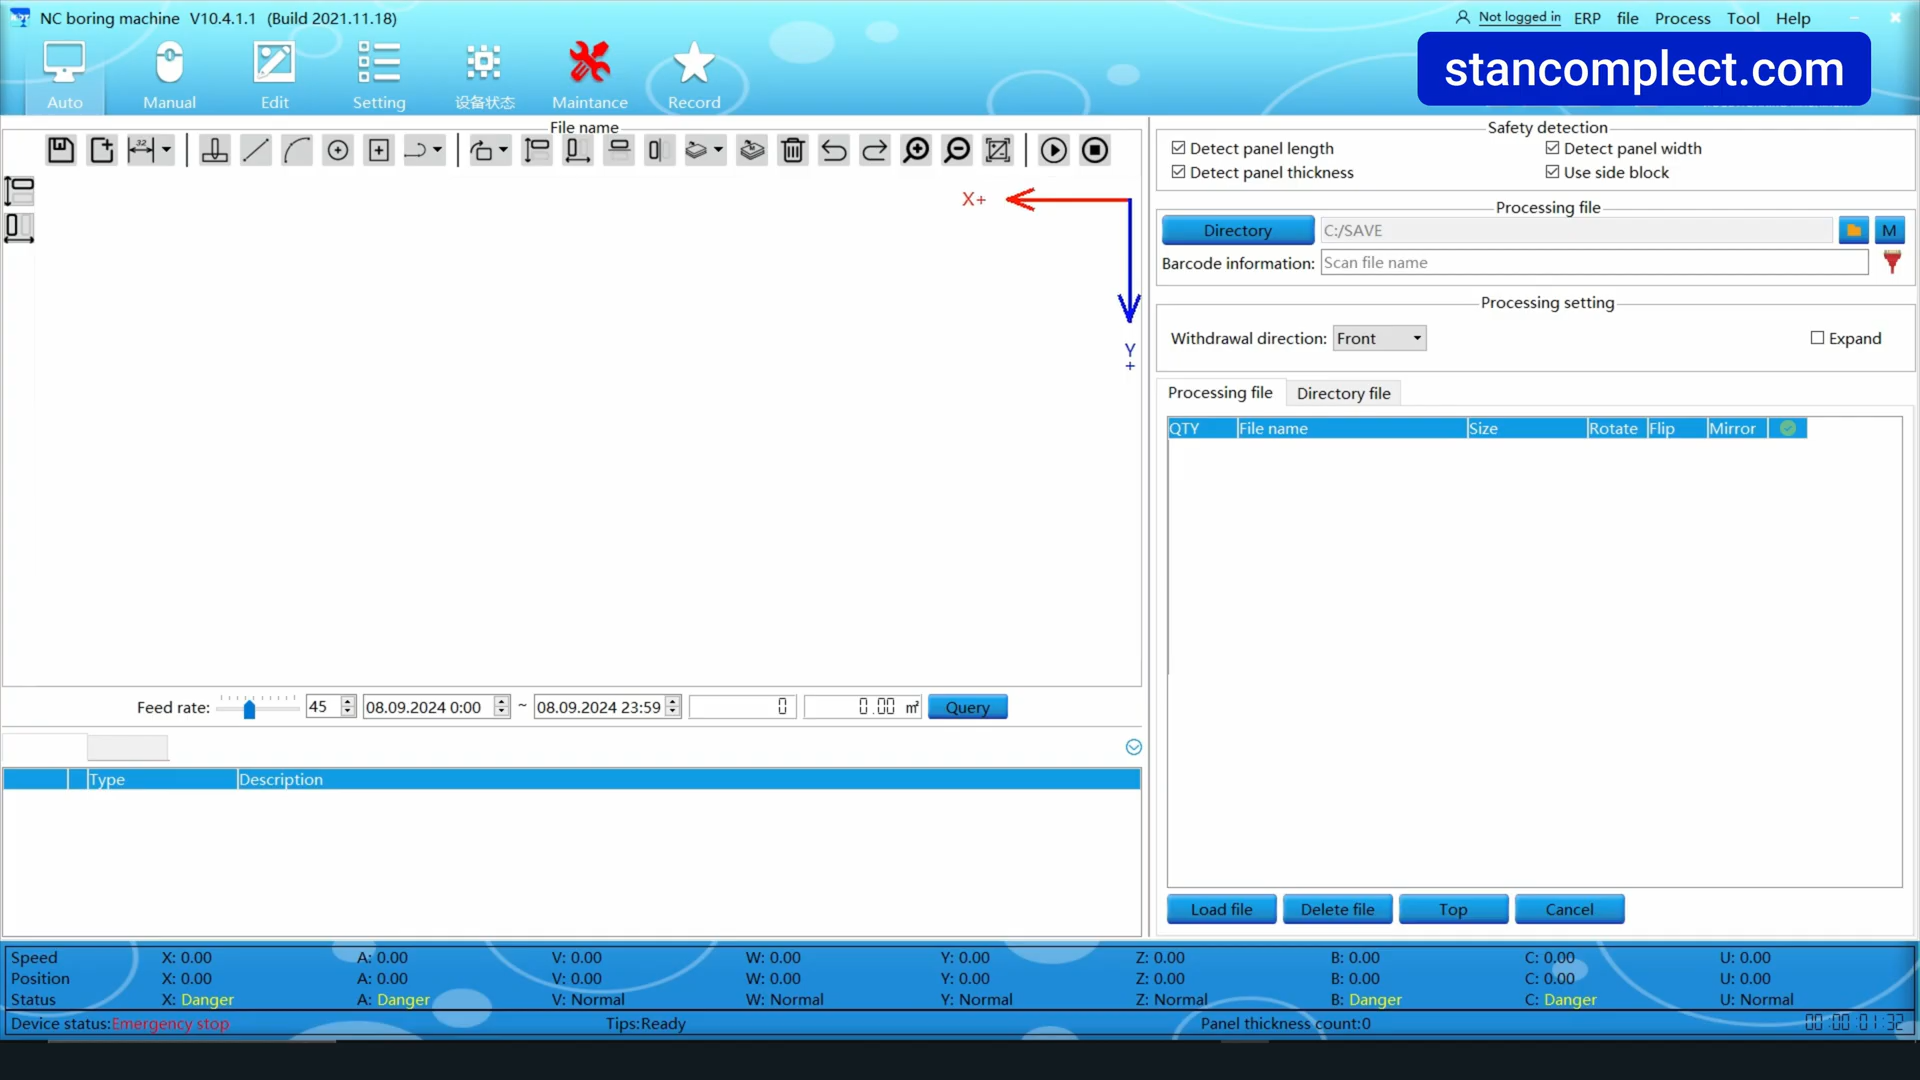 NC boring machine V10.4.1.1 (Build 2021.11.18)
Not logged in ERP file Process Tool Help
stancomplect.com
Auto Manual Edit Setting 设备状态 Maintance Record
File name
32
X+
Y
+
Safety detection
Detect panel length Detect panel width
Detect panel thickness Use side block
Processing file
Directory C:/SAVE M
Barcode information: Scan file name
Processing setting
Withdrawal direction: Front Expand
Processing file Directory file
QTY File name Size Rotate Flip Mirror
Load file Delete file Top Cancel
Feed rate: 45 08.09.2024 0:00 ~ 08.09.2024 23:59 0 0.00 ㎡ Query
Type Description
Speed X: 0.00 A: 0.00 V: 0.00 W: 0.00 Y: 0.00 Z: 0.00 B: 0.00 C: 0.00 U: 0.00
Position X: 0.00 A: 0.00 V: 0.00 W: 0.00 Y: 0.00 Z: 0.00 B: 0.00 C: 0.00 U: 0.00
Status X: Danger A: Danger V: Normal W: Normal Y: Normal Z: Normal B: Danger C: Danger U: Normal
Device status:Emergency stop Tips:Ready Panel thickness count:0 00:00:01:32